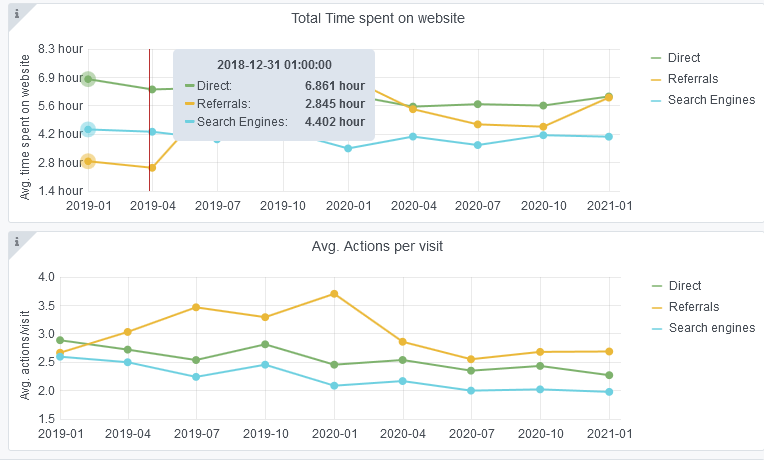 i
Total Time spent on website
8.3 hour
6.9 hour
5.6 hour
4.2 hour
2.8 hour
1.4 hour
Avg. time spent on website
2018-12-31 01:00:00
Direct: 6.861 hour
Referrals: 2.845 hour
Search Engines: 4.402 hour
2019-01 2019-04 2019-07 2019-10 2020-01 2020-04 2020-07 2020-10 2021-01
Direct
Referrals
Search Engines
i
Avg. Actions per visit
4.0
3.5
3.0
2.5
2.0
1.5
Avg. actions/visit
2019-01 2019-04 2019-07 2019-10 2020-01 2020-04 2020-07 2020-10 2021-01
Direct
Referrals
Search engines